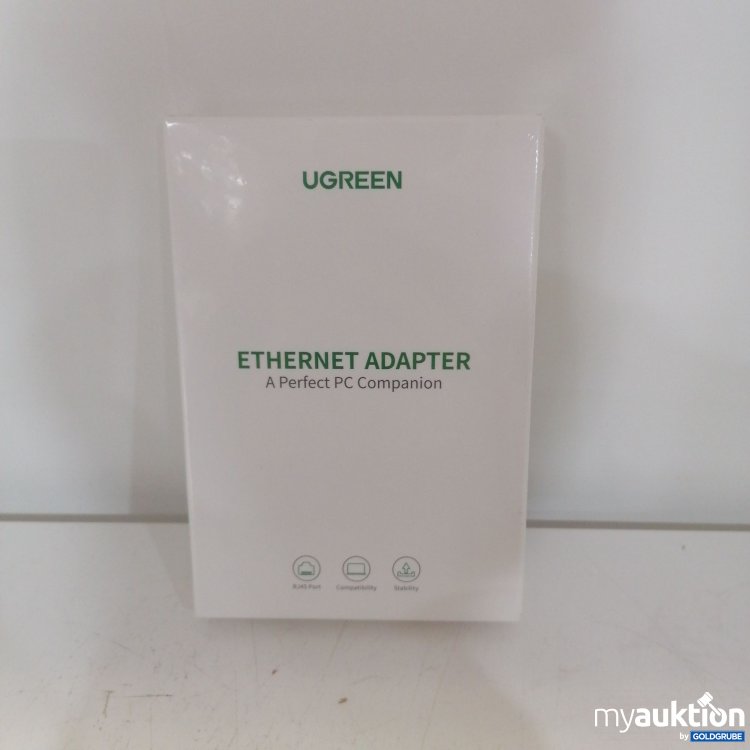 UGREEN
ETHERNET ADAPTER
A Perfect PC Companion
RJ45 Port Compatibility Stability
myauktion
by GOLDGRUBE